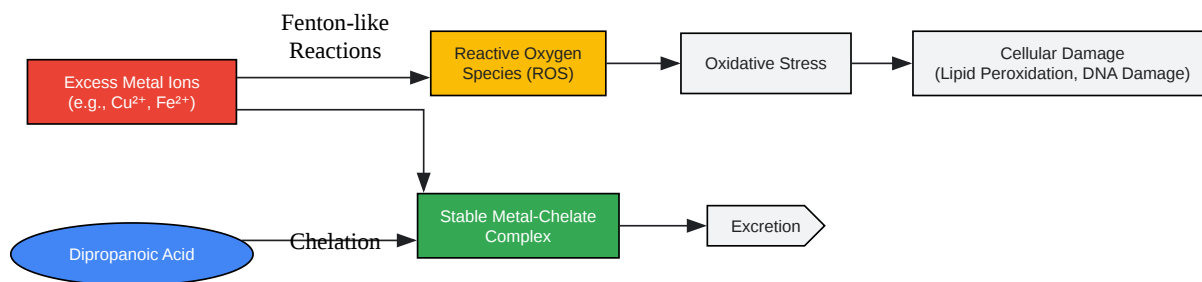 Fenton-like
Reactions
Excess Metal Ions
(e.g., Cu²⁺, Fe²⁺)
Reactive Oxygen
Species (ROS)
Oxidative Stress
Cellular Damage
(Lipid Peroxidation, DNA Damage)
Dipropanoic Acid
Chelation
Stable Metal-Chelate
Complex
Excretion